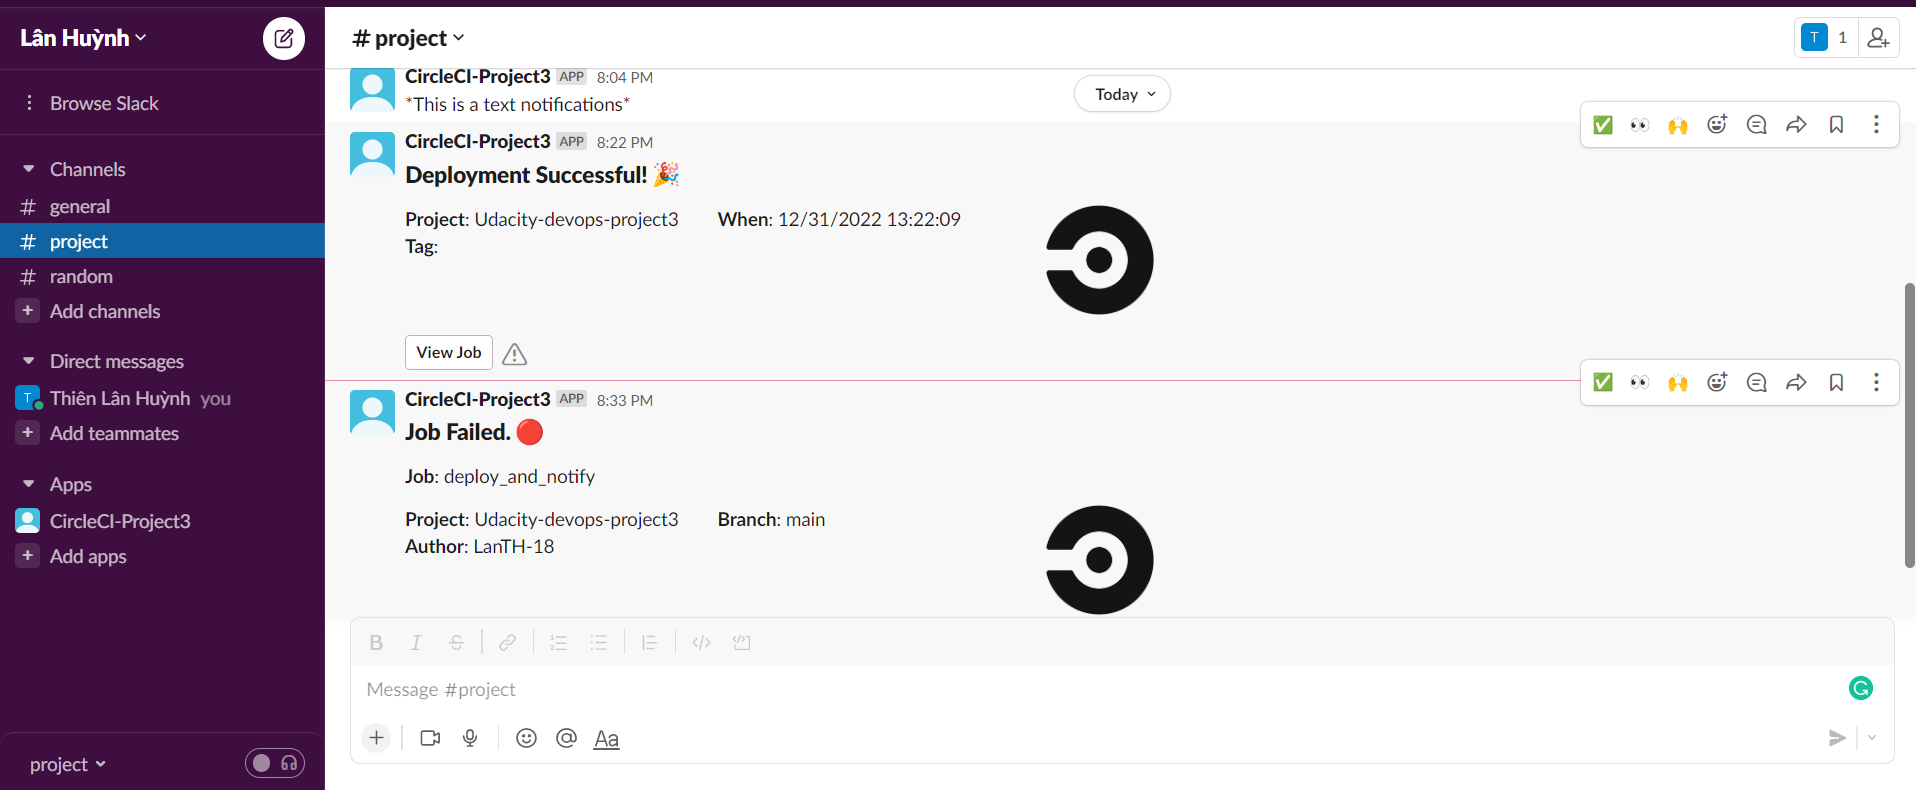 Lân Huỳnh
Browse Slack
Channels
# general
# project
# random
+ Add channels
Direct messages
T Thiên Lân Huỳnh you
+ Add teammates
Apps
CircleCI-Project3
+ Add apps
project
# project
T 1
CircleCI-Project3 APP 8:04 PM
*This is a text notifications*
Today
CircleCI-Project3 APP 8:22 PM
Deployment Successful! 🎉
Project: Udacity-devops-project3 When: 12/31/2022 13:22:09
Tag:
View Job
CircleCI-Project3 APP 8:33 PM
Job Failed. 🔴
Job: deploy_and_notify
Project: Udacity-devops-project3 Branch: main
Author: LanTH-18
B I S
Message #project
+ @ Aa